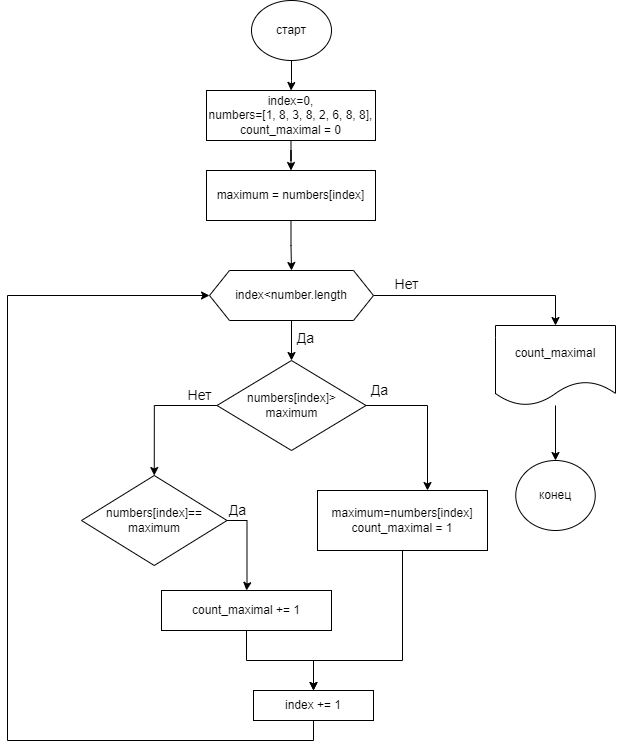 старт
index=0,
numbers=[1, 8, 3, 8, 2, 6, 8, 8],
count_maximal = 0
maximum = numbers[index]
index<number.length
Нет
Да
count_maximal
numbers[index]>
maximum
Нет
Да
конец
numbers[index]==
maximum
Да
maximum=numbers[index]
count_maximal = 1
count_maximal += 1
index += 1